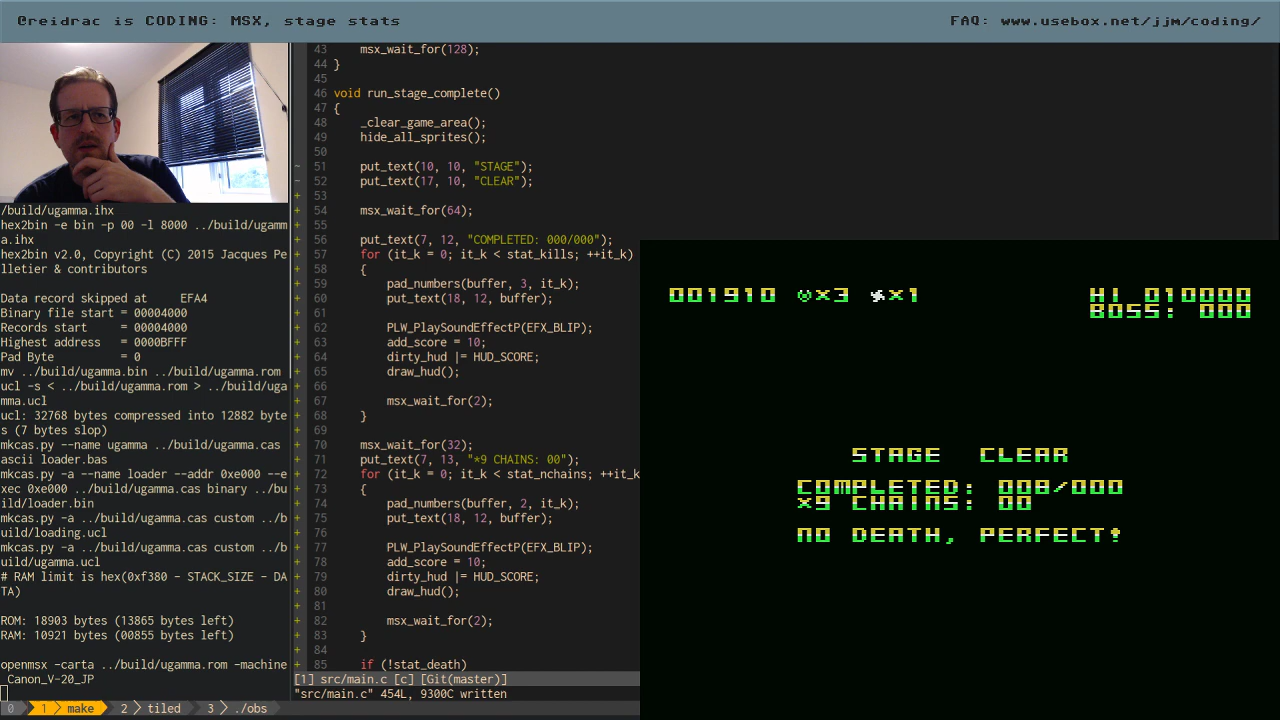 @reidrac is CODING: MSX, stage stats
FAQ: www.usebox.net/jjm/coding/
/build/ugamma.ihx
hex2bin -e bin -p 00 -l 8000 ../build/ugamm
a.ihx
hex2bin v2.0, Copyright (C) 2015 Jacques Pe
lletier & contributors
Data record skipped at     EFA4
Binary file start = 00004000
Records start     = 00004000
Highest address   = 0000BFFF
Pad Byte          = 0
mv ../build/ugamma.bin ../build/ugamma.rom
ucl -s < ../build/ugamma.rom > ../build/uga
mma.ucl
ucl: 32768 bytes compressed into 12882 byte
s (7 bytes slop)
mkcas.py --name ugamma ../build/ugamma.cas
ascii loader.bas
mkcas.py -a --name loader --addr 0xe000 --e
xec 0xe000 ../build/ugamma.cas binary ../bu
ild/loader.bin
mkcas.py -a ../build/ugamma.cas custom ../b
uild/loading.ucl
mkcas.py -a ../build/ugamma.cas custom ../b
uild/ugamma.ucl
# RAM limit is hex(0xf380 - STACK_SIZE - DA
TA)
ROM: 18903 bytes (13865 bytes left)
RAM: 10921 bytes (00855 bytes left)
openmsx -carta ../build/ugamma.rom -machine
Canon_V-20_JP
43 msx_wait_for(128);
44 }
45
46 void run_stage_complete()
47 {
48 _clear_game_area();
49 hide_all_sprites();
50
~ 51 put_text(10, 10, "STAGE");
~ 52 put_text(17, 10, "CLEAR");
+ 53
+ 54 msx_wait_for(64);
+ 55
+ 56 put_text(7, 12, "COMPLETED: 000/000");
+ 57 for (it_k = 0; it_k < stat_kills; ++it_k)
+ 58 {
+ 59 pad_numbers(buffer, 3, it_k);
+ 60 put_text(18, 12, buffer);
+ 61
+ 62 PLW_PlaySoundEffectP(EFX_BLIP);
+ 63 add_score = 10;
+ 64 dirty_hud |= HUD_SCORE;
+ 65 draw_hud();
+ 66
+ 67 msx_wait_for(2);
+ 68 }
+ 69
+ 70 msx_wait_for(32);
+ 71 put_text(7, 13, "*9 CHAINS: 00");
+ 72 for (it_k = 0; it_k < stat_nchains; ++it_k
+ 73 {
+ 74 pad_numbers(buffer, 2, it_k);
+ 75 put_text(18, 12, buffer);
+ 76
+ 77 PLW_PlaySoundEffectP(EFX_BLIP);
+ 78 add_score = 10;
+ 79 dirty_hud |= HUD_SCORE;
+ 80 draw_hud();
+ 81
+ 82 msx_wait_for(2);
+ 83 }
+ 84
+ 85 if (!stat_death)
[1] src/main.c [c] [Git(master)]
"src/main.c" 454L, 9300C written
001910 x3 x1
HI 010000
BOSS: 000
STAGE CLEAR
COMPLETED: 008/000
x9 CHAINS: 00
NO DEATH, PERFECT!
0 1 make 2 tiled 3 ./obs